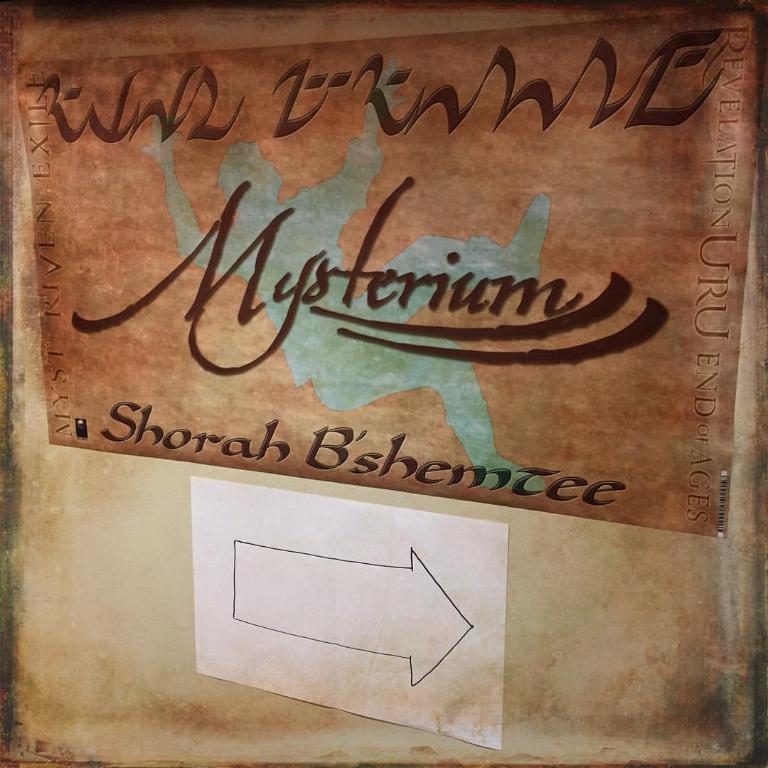 Mysterium
Shorah B'shemtee
MYST RIVEN EXILE
REVELATION URU END OF AGES